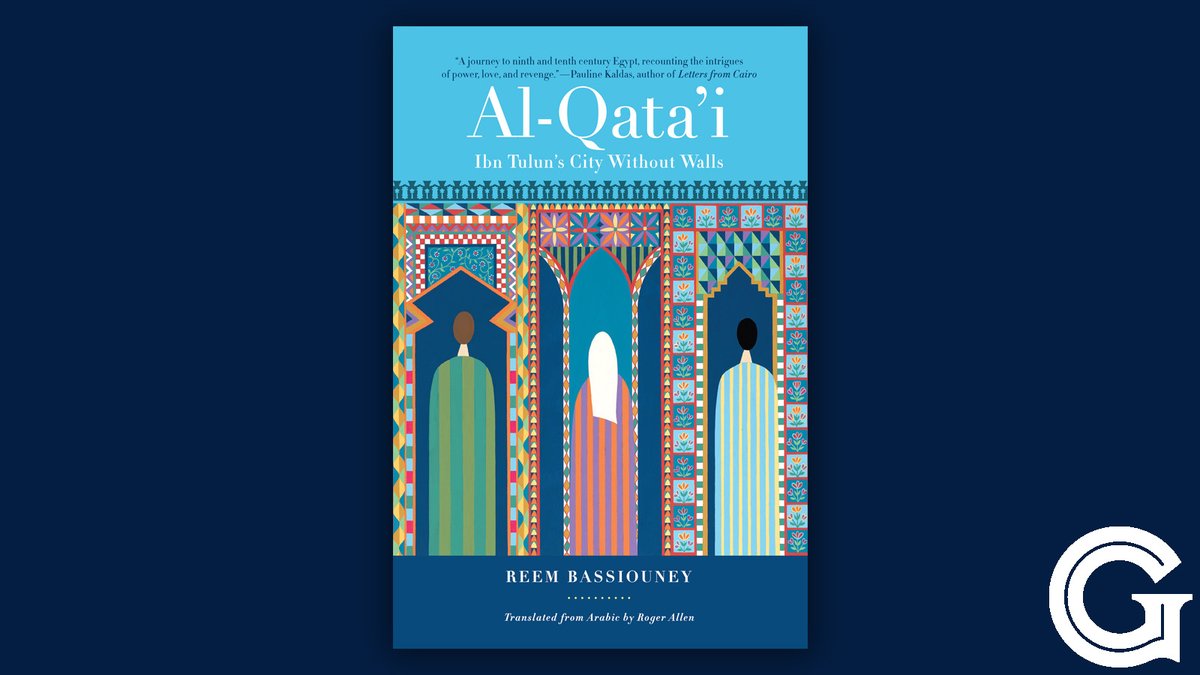 “A journey to ninth and tenth century Egypt, recounting the intrigues
of power, love, and revenge.”—Pauline Kaldas, author of Letters from Cairo
Al-Qata’i
Ibn Tulun’s City Without Walls
REEM BASSIOUNEY
Translated from Arabic by Roger Allen
G